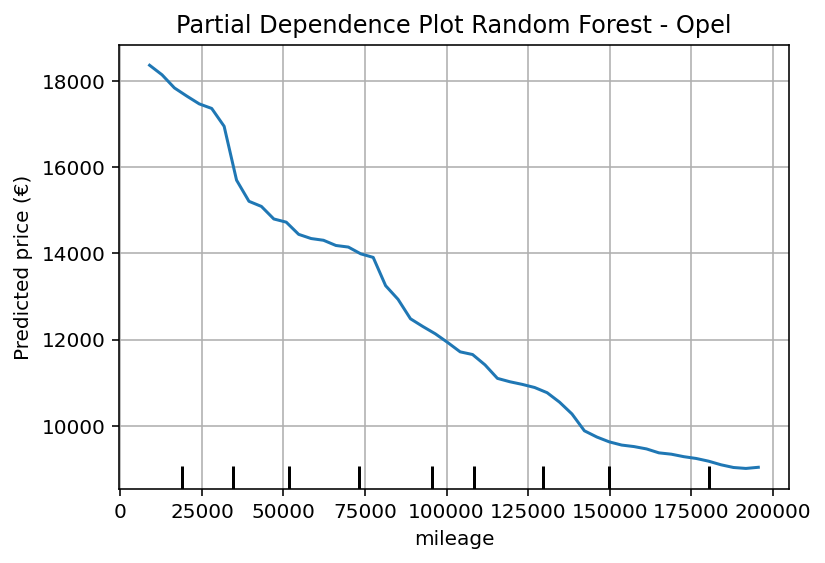 Partial Dependence Plot Random Forest - Opel
Predicted price (€)
18000
16000
14000
12000
10000
0 25000 50000 75000 100000 125000 150000 175000 200000
mileage